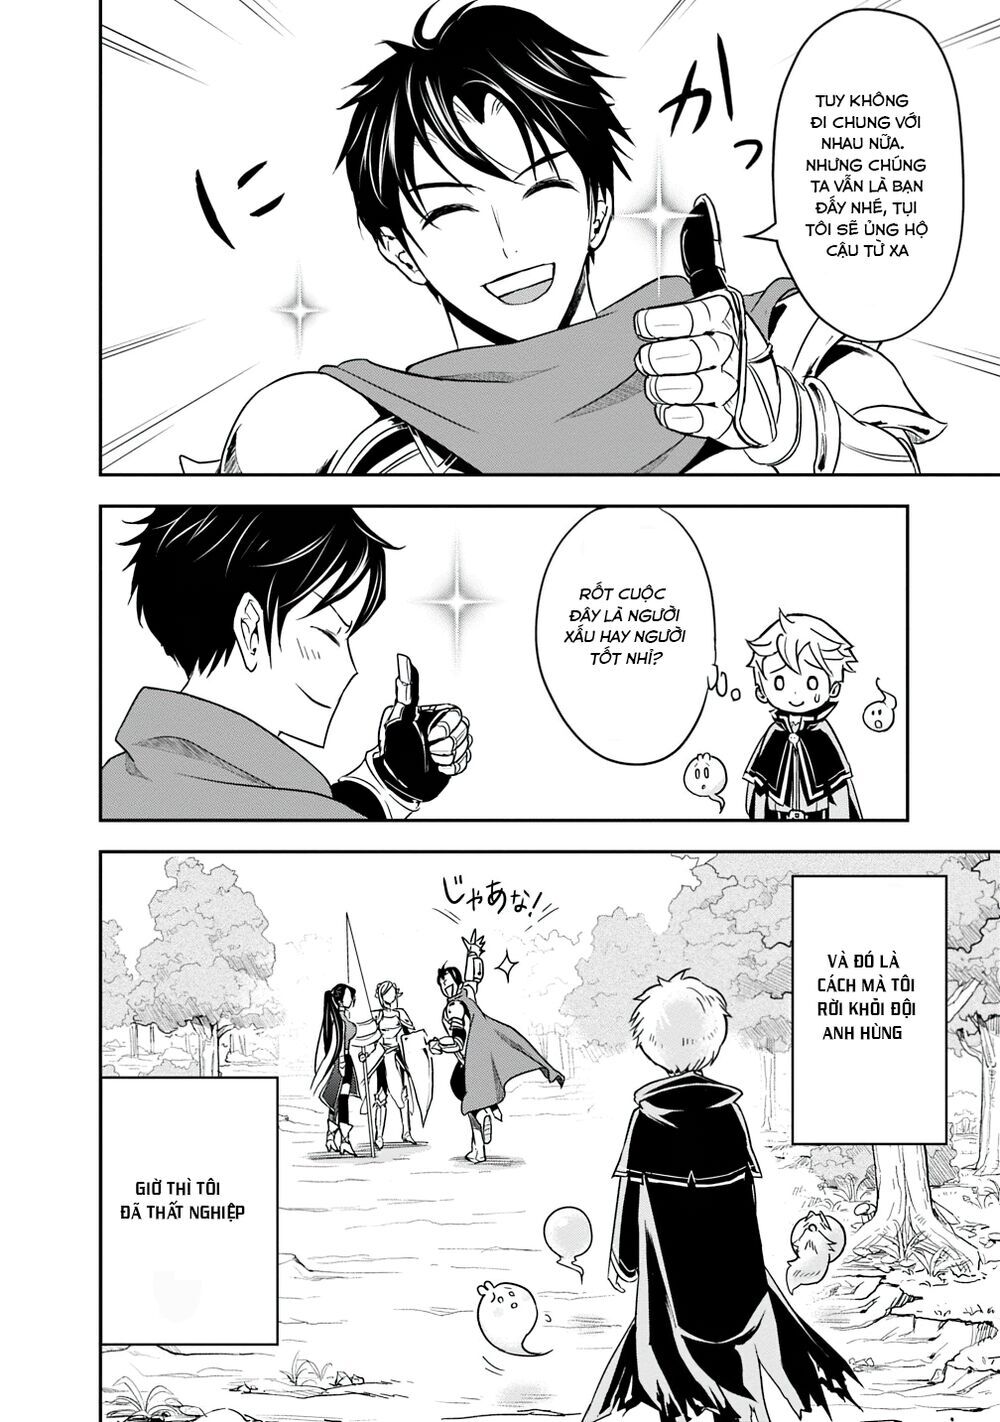 TUY KHÔNG
ĐI CHUNG VỚI
NHAU NỮA.
NHƯNG CHÚNG
TA VẪN LÀ BẠN
ĐẤY NHÉ, TỤI
TÔI SẼ ỦNG HỘ
CẬU TỪ XA
にかっ
RỐT CUỘC
ĐÂY LÀ NGƯỜI
XẤU HAY NGƯỜI
TỐT NHỈ?
じゃあな!
VÀ ĐÓ LÀ
CÁCH MÀ TÔI
RỜI KHỎI ĐỘI
ANH HÙNG
GIỜ THÌ TÔI
ĐÃ THẤT NGHIỆP